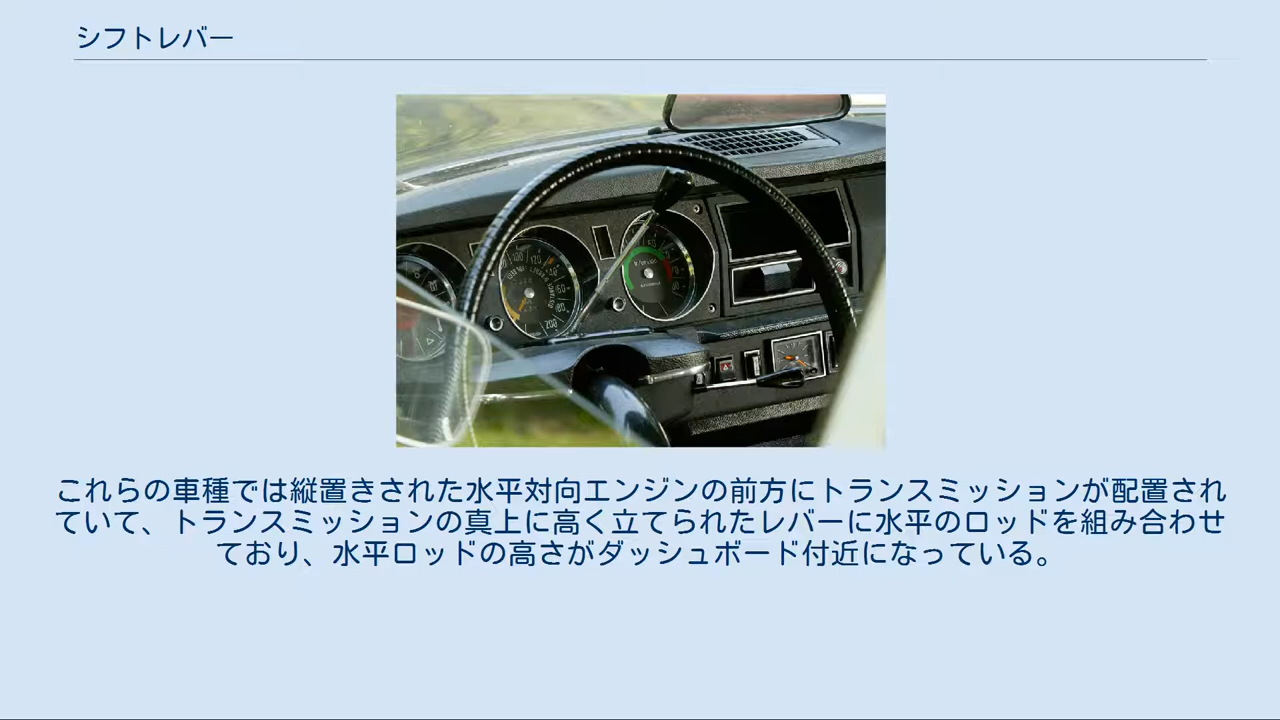 シフトレバー
これらの車種では縦置きされた水平対向エンジンの前方にトランスミッションが配置され
ていて、トランスミッションの真上に高く立てられたレバーに水平のロッドを組み合わせ
ており、水平ロッドの高さがダッシュボード付近になっている。